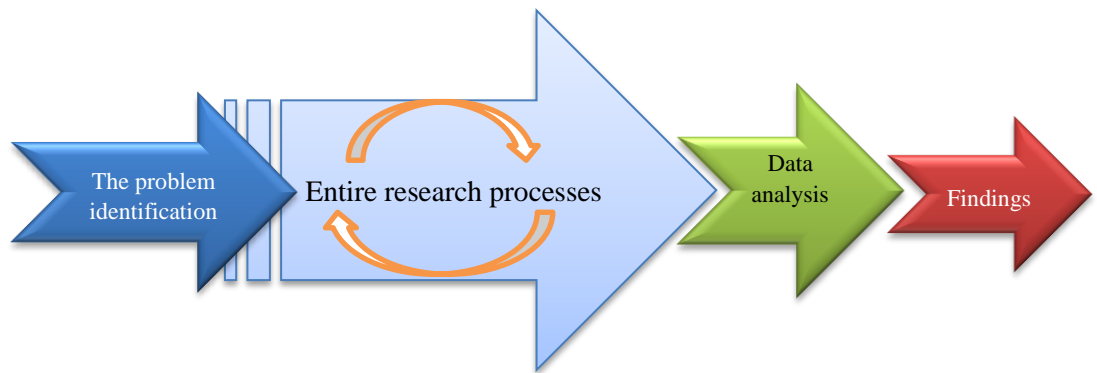 The problem
identification
Entire research processes
Data
analysis
Findings